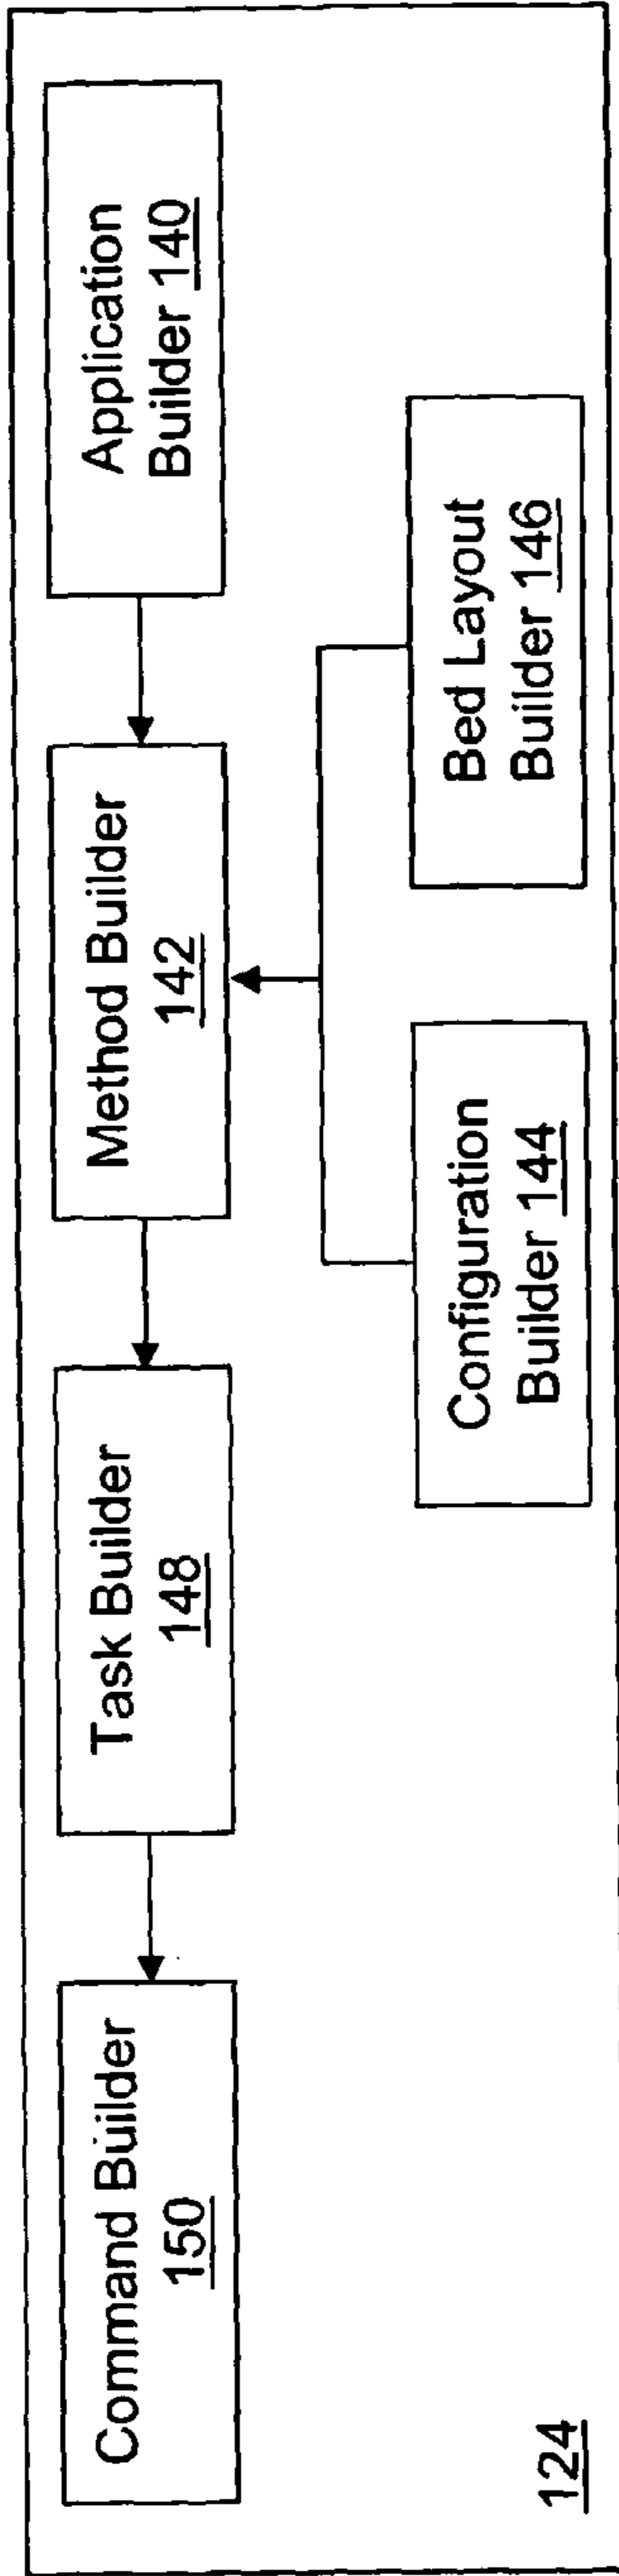 Command Builder
150
Task Builder
148
Method Builder
142
Application
Builder 140
Configuration
Builder 144
Bed Layout
Builder 146
124